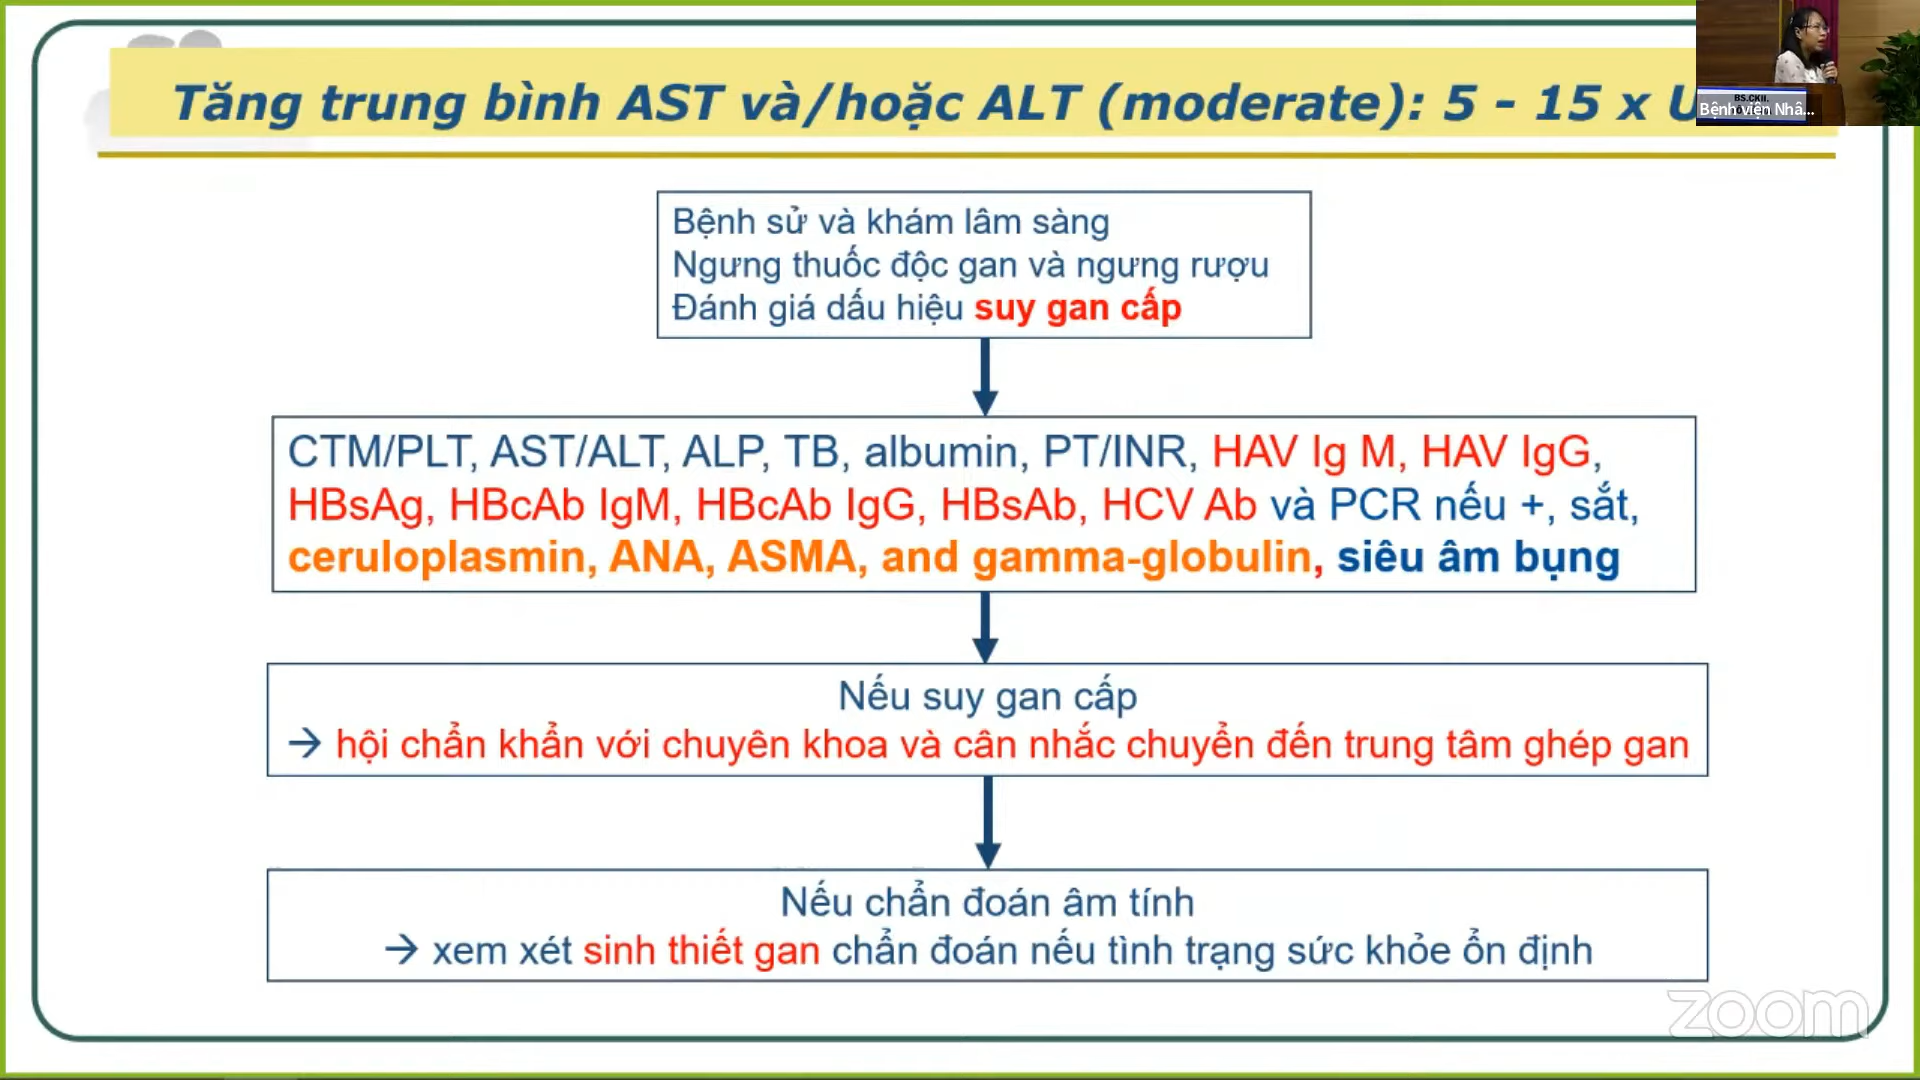 Tăng trung bình AST và/hoặc ALT (moderate): 5 - 15 x
BS.CKII.
Bệnh viện Nhâ...
Bệnh sử và khám lâm sàng
Ngưng thuốc độc gan và ngưng rượu
Đánh giá dấu hiệu suy gan cấp
CTM/PLT, AST/ALT, ALP, TB, albumin, PT/INR, HAV Ig M, HAV IgG,
HBsAg, HBcAb IgM, HBcAb IgG, HBsAb, HCV Ab và PCR nếu +, sắt,
ceruloplasmin, ANA, ASMA, and gamma-globulin, siêu âm bụng
Nếu suy gan cấp
→ hội chẩn khẩn với chuyên khoa và cân nhắc chuyển đến trung tâm ghép gan
Nếu chẩn đoán âm tính
→ xem xét sinh thiết gan chẩn đoán nếu tình trạng sức khỏe ổn định
zoom